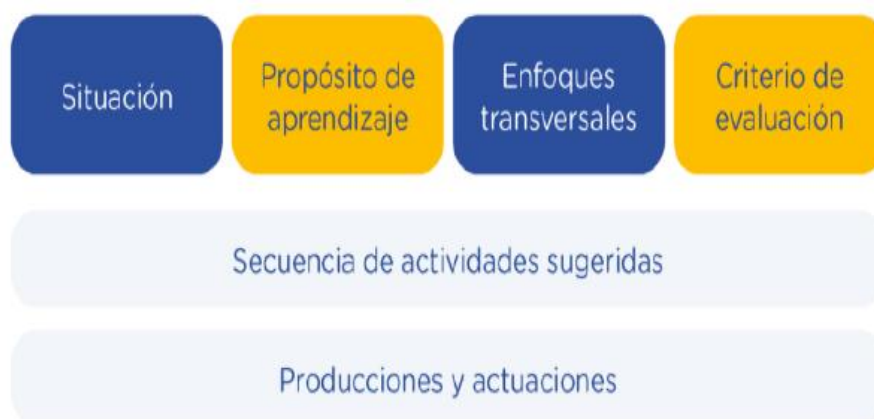 Situación
Propósito de
aprendizaje
Enfoques
transversales
Criterio de
evaluación
Secuencia de actividades sugeridas
Producciones y actuaciones